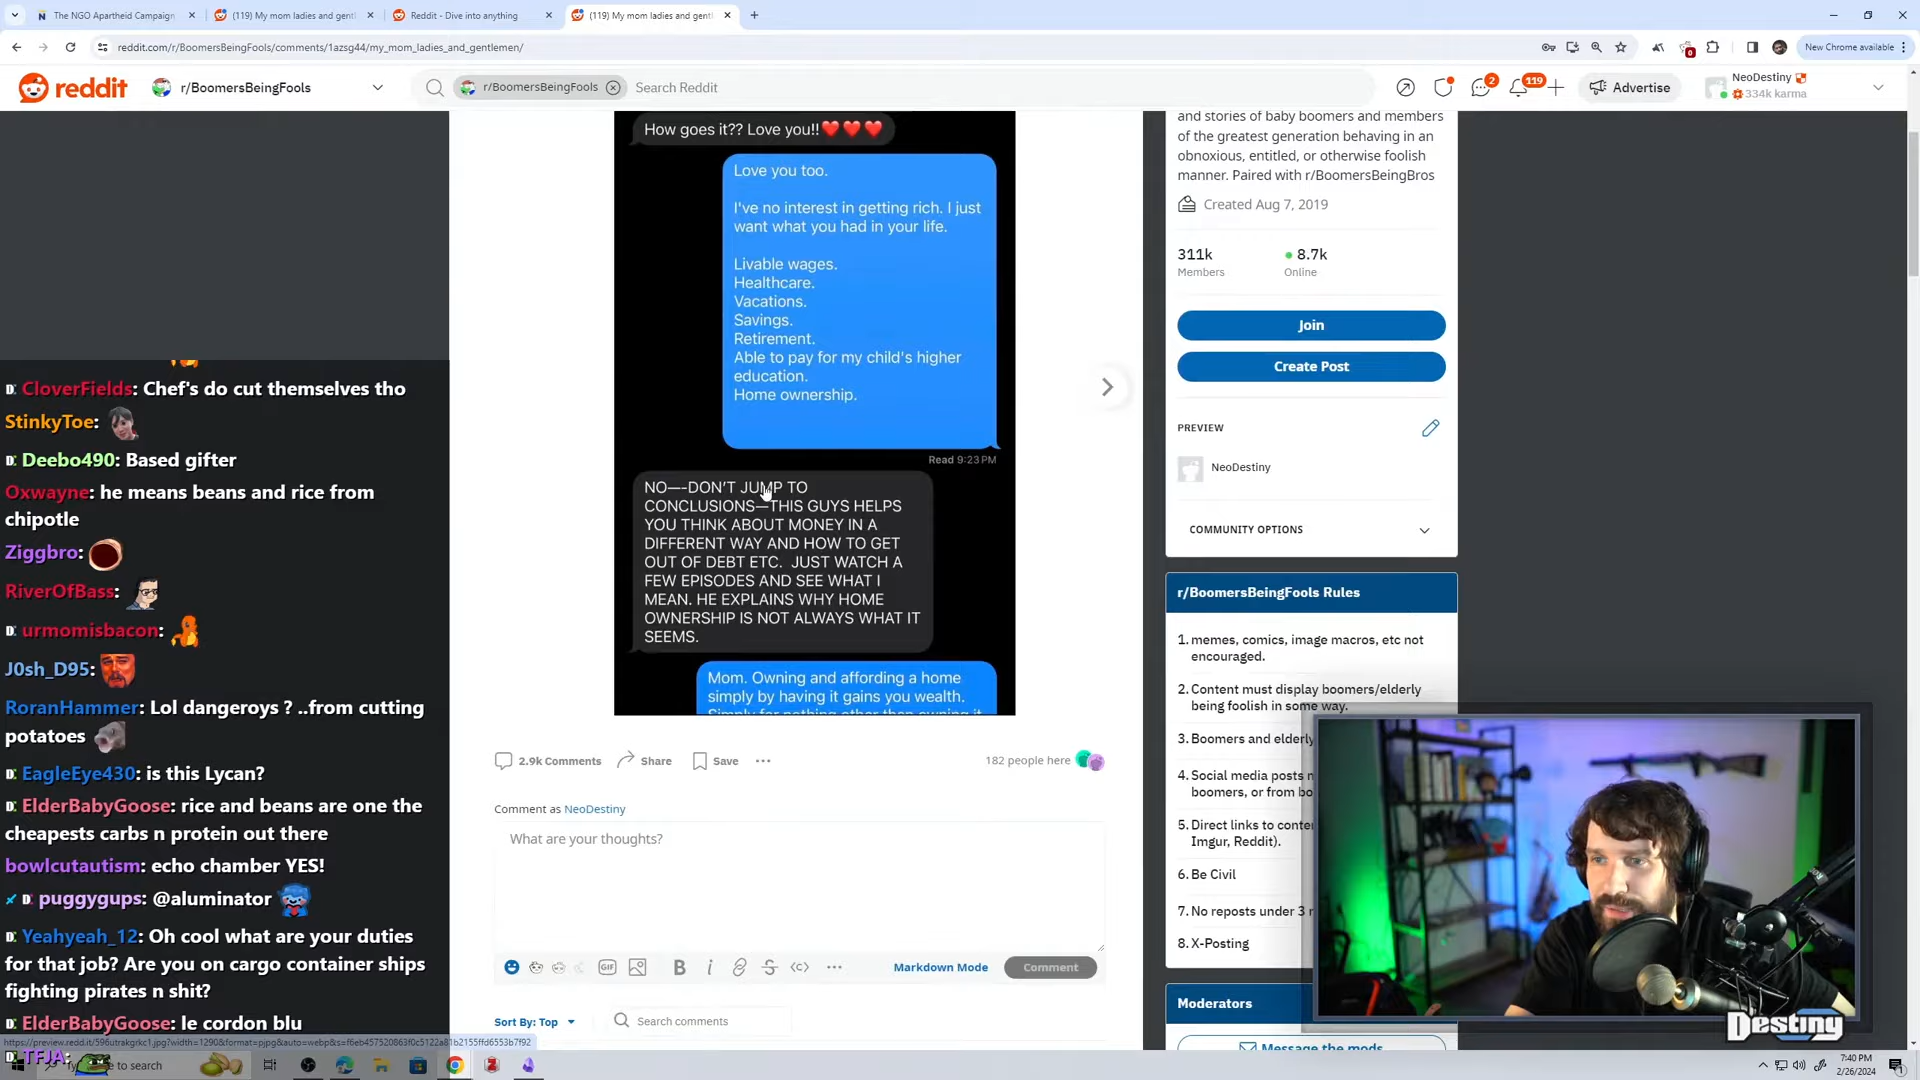 The NGO Apartheid Campaign
(119) My mom ladies and gentl
Reddit - Dive into anything
(119) My mom ladies and gentl
reddit.com/r/BoomersBeingFools/comments/1azsg44/my_mom_ladies_and_gentlemen/
0
New Chrome available
reddit
r/BoomersBeingFools
r/BoomersBeingFools
Search Reddit
2
119
Advertise
NeoDestiny
334k karma
How goes it?? Love you!!❤️❤️❤️
Love you too.
I've no interest in getting rich. I just
want what you had in your life.
Livable wages.
Healthcare.
Vacations.
Savings.
Retirement.
Able to pay for my child's higher
education.
Home ownership.
Read 9:23 PM
NO—-DON'T JUMP TO
CONCLUSIONS—THIS GUYS HELPS
YOU THINK ABOUT MONEY IN A
DIFFERENT WAY AND HOW TO GET
OUT OF DEBT ETC. JUST WATCH A
FEW EPISODES AND SEE WHAT I
MEAN. HE EXPLAINS WHY HOME
OWNERSHIP IS NOT ALWAYS WHAT IT
SEEMS.
Mom. Owning and affording a home
simply by having it gains you wealth.
Simply for nothing other than owning it
2.9k Comments
Share
Save
182 people here
Comment as NeoDestiny
What are your thoughts?
GIF
B
i
Markdown Mode
Comment
Sort By: Top
Search comments
and stories of baby boomers and members
of the greatest generation behaving in an
obnoxious, entitled, or otherwise foolish
manner. Paired with r/BoomersBeingBros
Created Aug 7, 2019
311k
8.7k
Members
Online
Join
Create Post
PREVIEW
NeoDestiny
COMMUNITY OPTIONS
r/BoomersBeingFools Rules
1. memes, comics, image macros, etc not
encouraged.
2. Content must display boomers/elderly
being foolish in some way.
3. Boomers and elderly
4. Social media posts
boomers, or from
5. Direct links to
Imgur, Reddit).
6. Be Civil
7. No reposts under 3
8. X-Posting
Moderators
Message the mods
CloverFields: Chef's do cut themselves tho
StinkyToe:
Deebo490: Based gifter
Oxwayne: he means beans and rice from
chipotle
Ziggbro:
RiverOfBass:
urmomisbacon:
J0sh_D95:
RoranHammer: Lol dangeroys ? ..from cutting
potatoes
EagleEye430: is this Lycan?
ElderBabyGoose: rice and beans are one the
cheapests carbs n protein out there
bowlcutautism: echo chamber YES!
puggygups: @aluminator
Yeahyeah_12: Oh cool what are your duties
for that job? Are you on cargo container ships
fighting pirates n shit?
ElderBabyGoose: le cordon blu
TFJA:
to search
Destiny
7:40 PM
2/26/2024